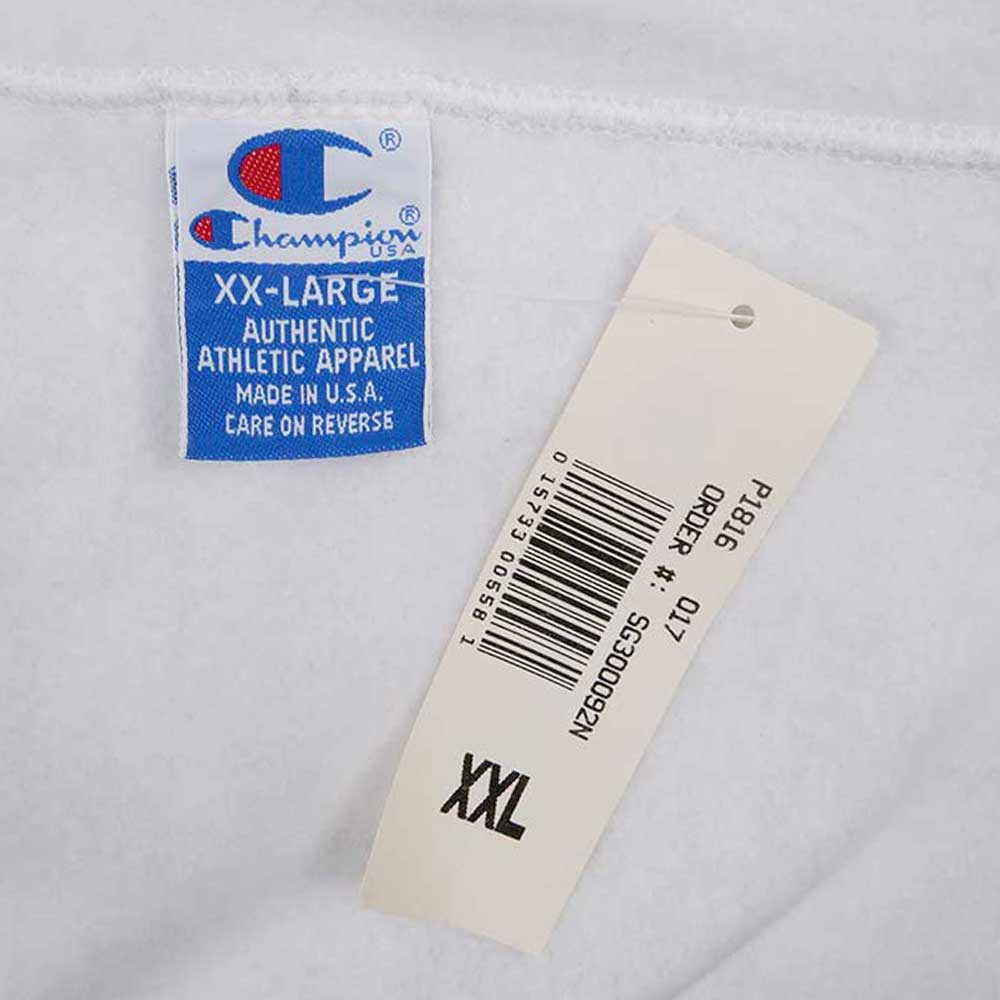 ®
Champion®
USA
XX-LARGE
AUTHENTIC
ATHLETIC APPAREL
MADE IN U.S.A.
CARE ON REVERSE
P1816 017
ORDER #: SG3000092N
0 15733 00558 1
XXL